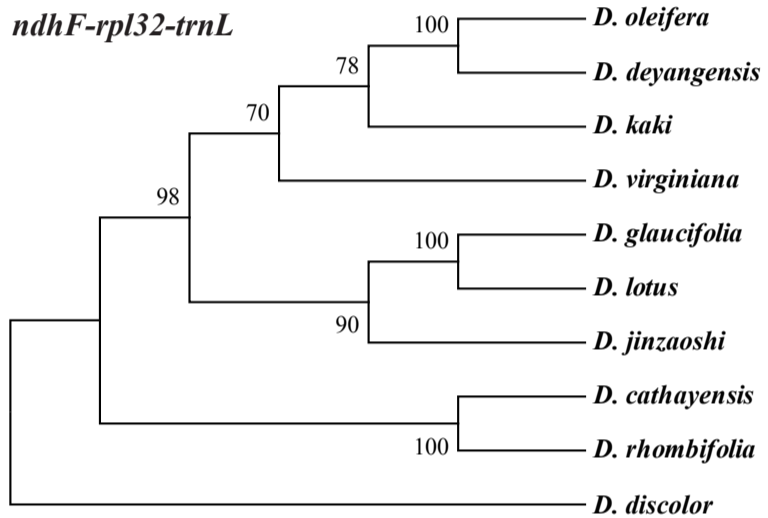 ndhF-rpl32-trnL
100
D. oleifera
78
D. deyangensis
70
D. kaki
98
D. virginiana
100
D. glaucifolia
D. lotus
90
D. jinzaoshi
D. cathayensis
100
D. rhombifolia
D. discolor